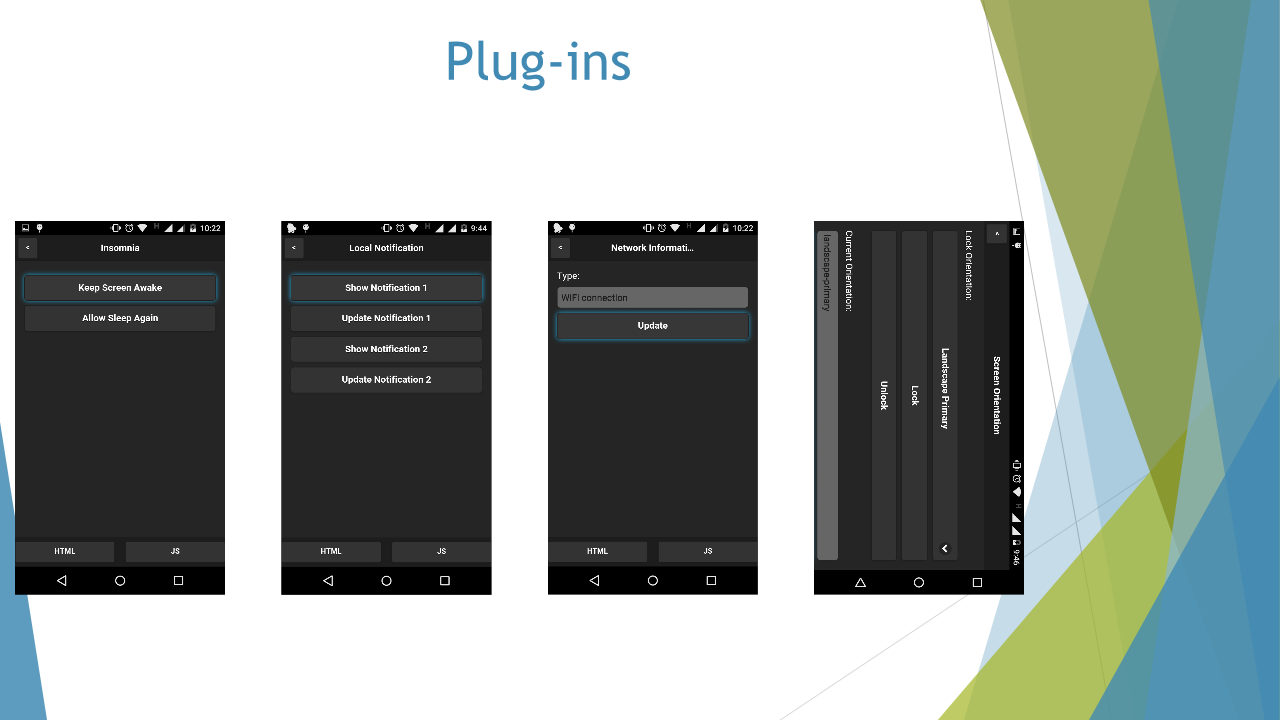 Plug-ins
10:22
<
Insomnia
Keep Screen Awake
Allow Sleep Again
HTML
JS
H
9:44
<
Local Notification
Show Notification 1
Update Notification 1
Show Notification 2
Update Notification 2
HTML
JS
H
10:22
<
Network Informati...
Type:
WiFi connection
Update
HTML
JS
H
9:46
Screen Orientation
Lock Orientation:
Landscape Primary
Lock
Unlock
Current Orientation:
landscape-primary